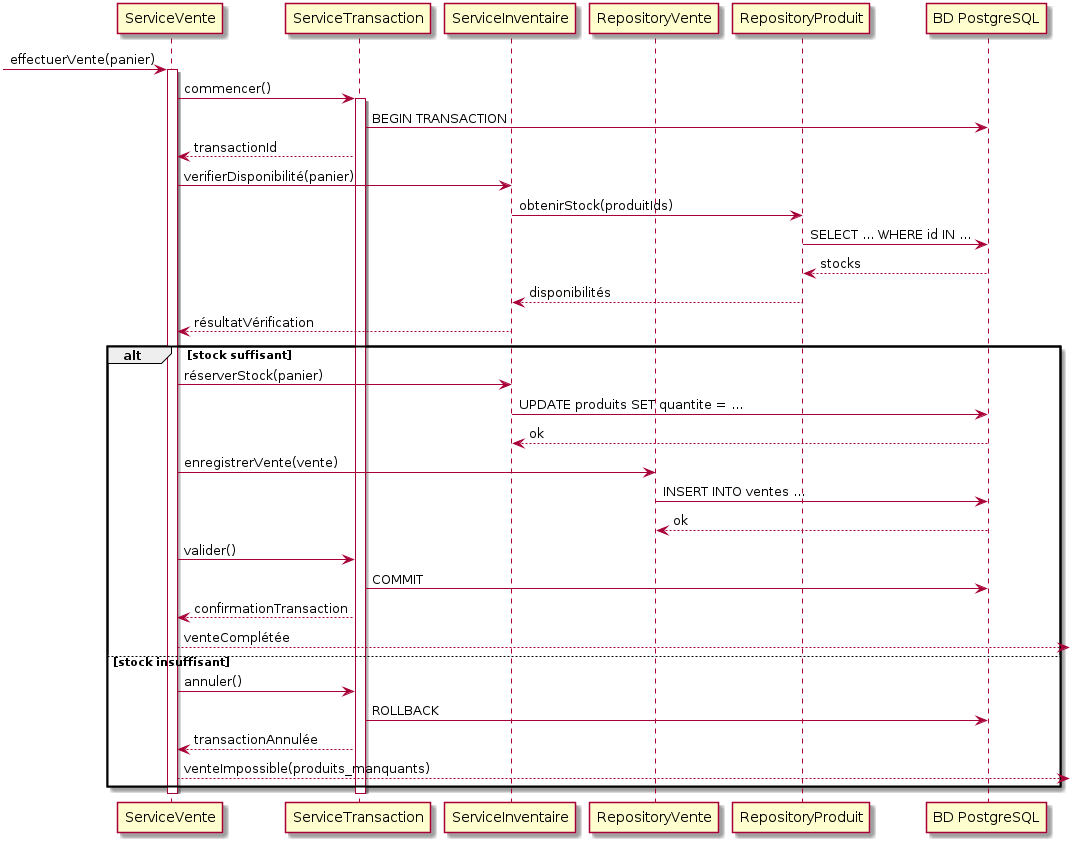 ServiceVente ServiceTransaction ServiceInventaire RepositoryVente RepositoryProduit BD PostgreSQL
effectuerVente(panier)
commencer()
BEGIN TRANSACTION
transactionId
verifierDisponibilité(panier)
obtenirStock(produitIds)
SELECT ... WHERE id IN ...
stocks
disponibilités
résultatVérification
alt [stock suffisant]
réserverStock(panier)
UPDATE produits SET quantite = ...
ok
enregistrerVente(vente)
INSERT INTO ventes ...
ok
valider()
COMMIT
confirmationTransaction
venteComplétée
[stock insuffisant]
annuler()
ROLLBACK
transactionAnnulée
venteImpossible(produits_manquants)
ServiceVente ServiceTransaction ServiceInventaire RepositoryVente RepositoryProduit BD PostgreSQL